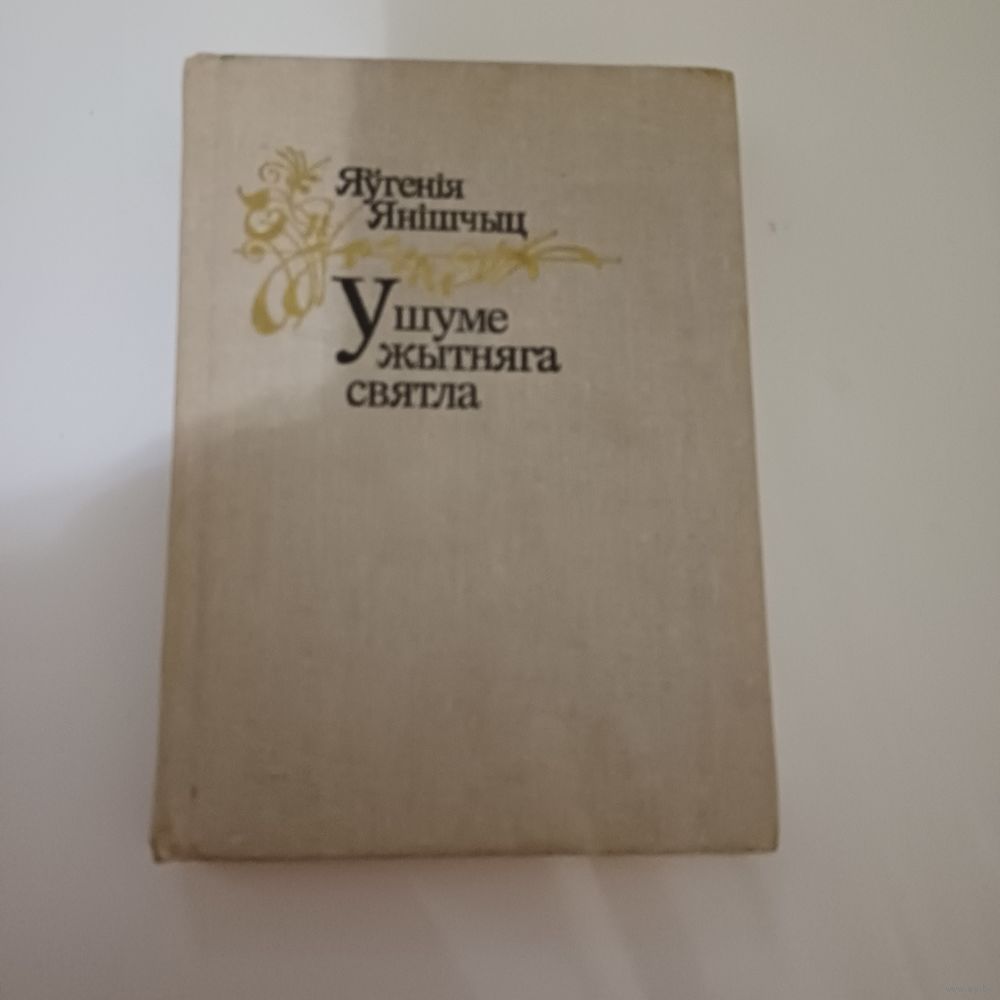 Яўгенія
Янішчыц
У шуме
жытняга
святла